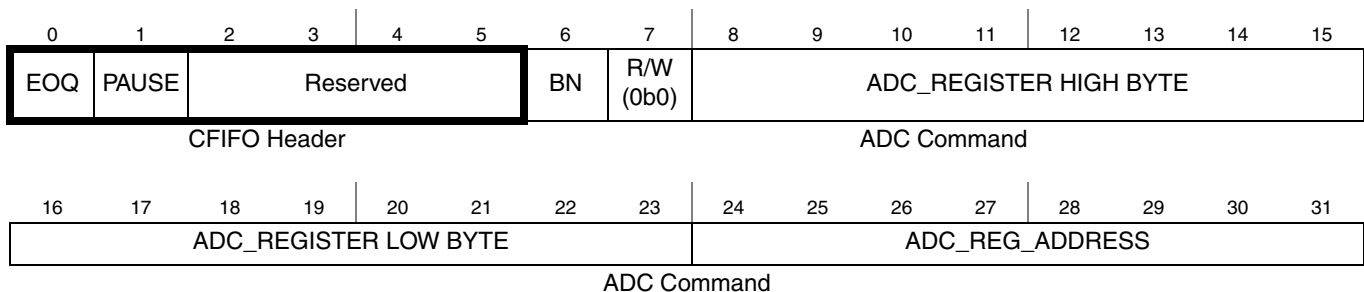 0 1 2 3 4 5 6 7 8 9 10 11 12 13 14 15
EOQ PAUSE Reserved BN R/W (0b0) ADC_REGISTER HIGH BYTE
CFIFO Header ADC Command
16 17 18 19 20 21 22 23 24 25 26 27 28 29 30 31
ADC_REGISTER LOW BYTE ADC_REG_ADDRESS
ADC Command